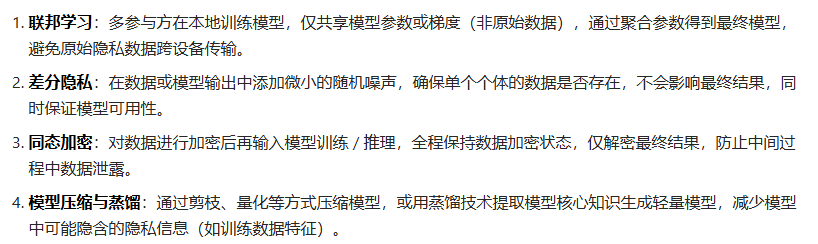 1. 联邦学习：多参与方在本地训练模型，仅共享模型参数或梯度（非原始数据），通过聚合参数得到最终模型，
避免原始隐私数据跨设备传输。
2. 差分隐私：在数据或模型输出中添加微小的随机噪声，确保单个个体的数据是否存在，不会影响最终结果，同
时保证模型可用性。
3. 同态加密：对数据进行加密后再输入模型训练 / 推理，全程保持数据加密状态，仅解密最终结果，防止中间过
程中数据泄露。
4. 模型压缩与蒸馏：通过剪枝、量化等方式压缩模型，或用蒸馏技术提取模型核心知识生成轻量模型，减少模型
中可能隐含的隐私信息（如训练数据特征）。